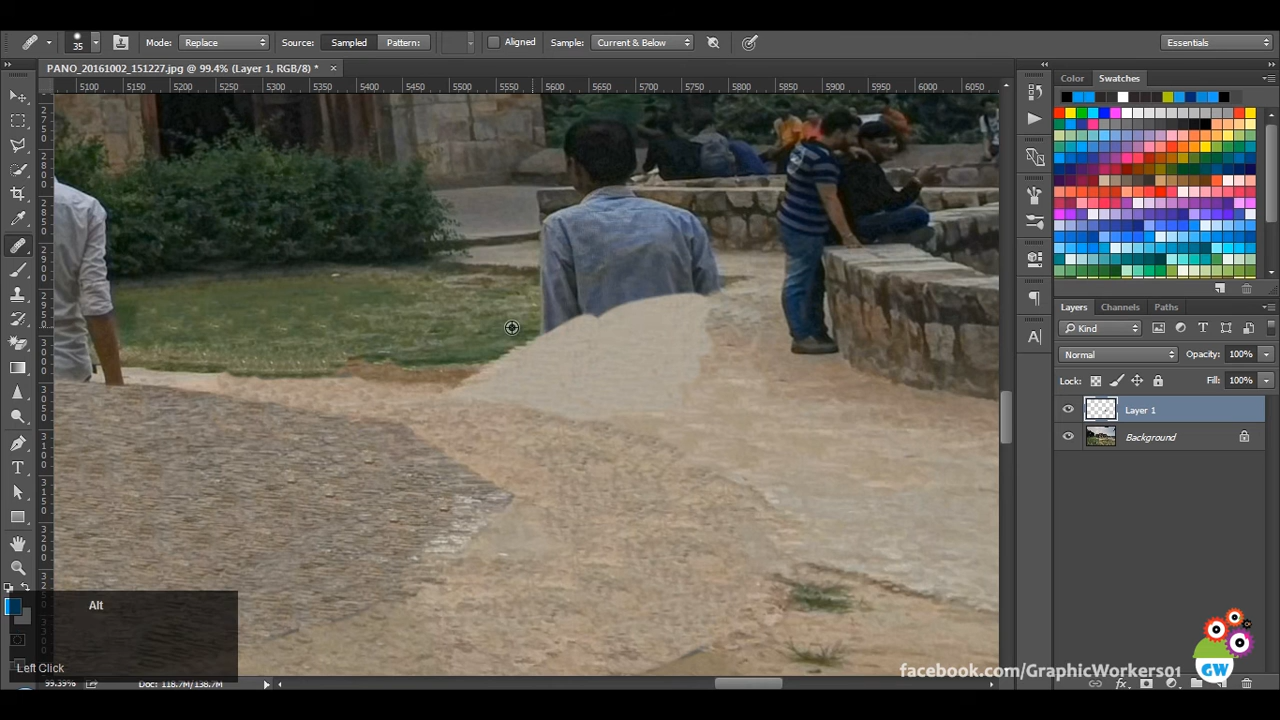 35 Mode: Replace Source: Sampled Pattern: Aligned Sample: Current & Below Essentials
PANO_20161002_151227.jpg @ 99.4% (Layer 1, RGB/8) * ×
5100 5150 5200 5250 5300 5350 5400 5450 5500 5550 5600 5650 5700 5750 5800 5850 5900 5950 6000 6050
Color Swatches
Layers Channels Paths
Kind
Normal Opacity: 100%
Lock: Fill: 100%
Layer 1
Background
Alt
Left Click
facebook.com/GraphicWorkers01
GW
99.39% Doc: 118.7M/138.7M